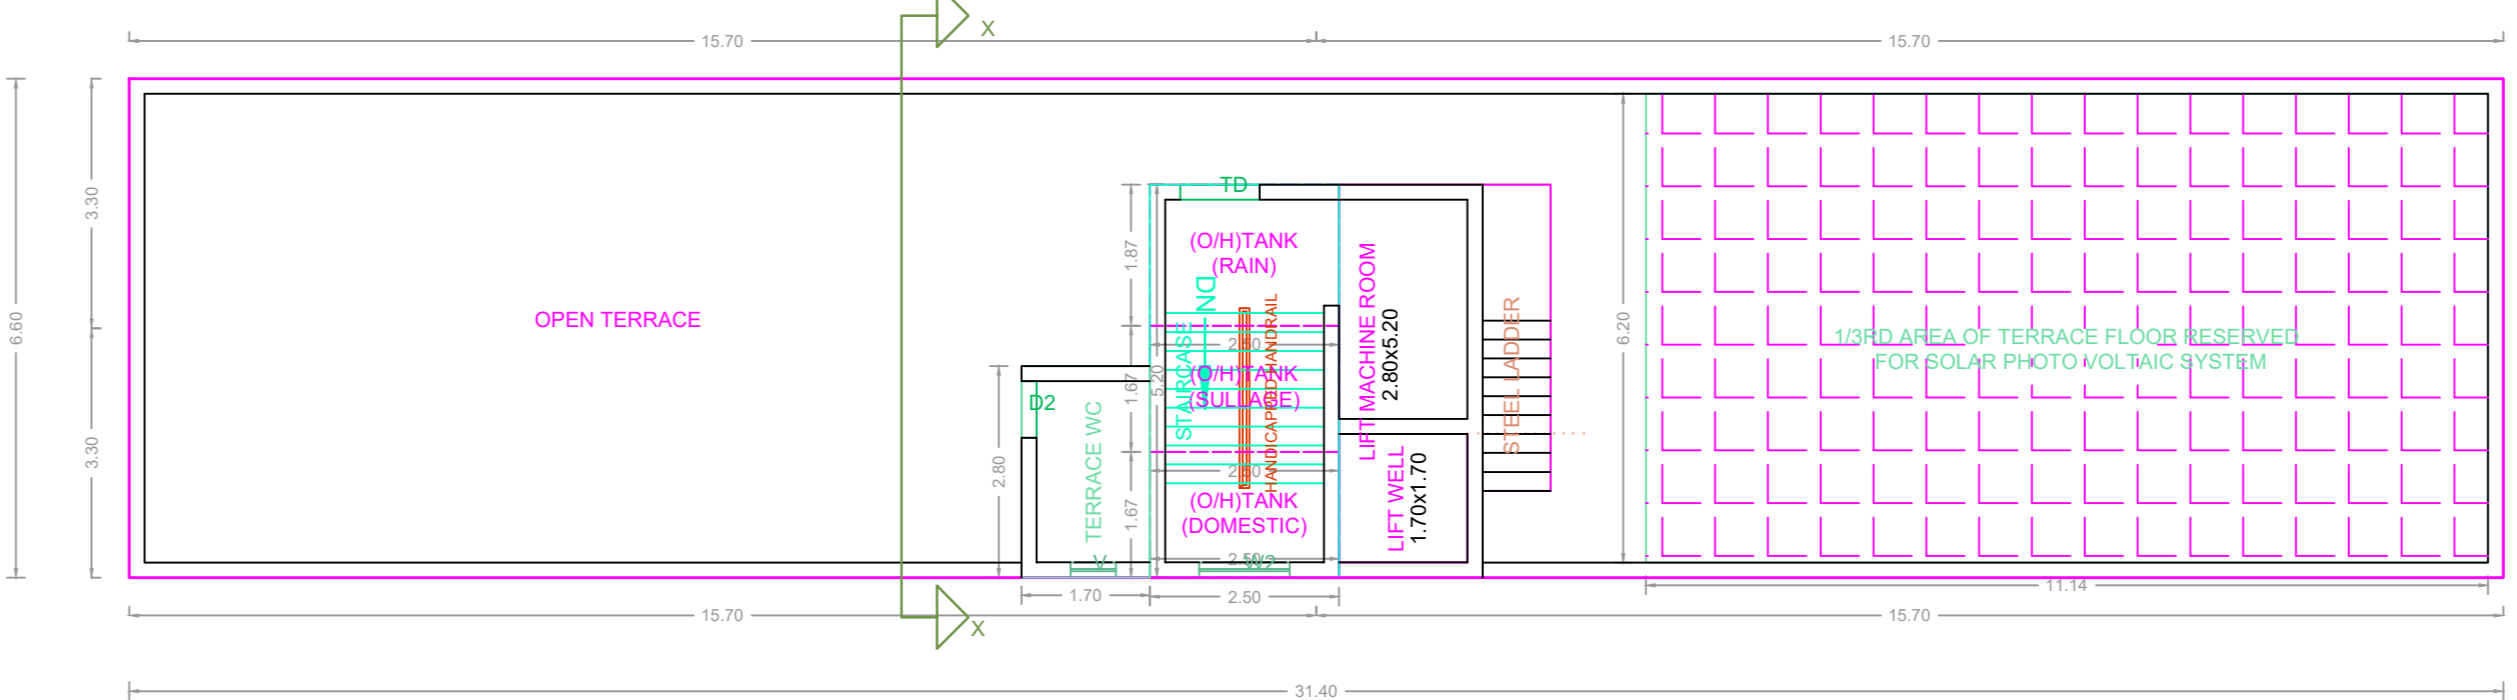 X
15.70
15.70
6.60
3.30
3.30
OPEN TERRACE
TD
(O/H)TANK
(RAIN)
1.87
DN
STAIRCASE
HANDICAPPED HANDRAIL
2.50
5.20
1.67
(O/H)TANK
(SULLAGE)
2.50
1.67
(O/H)TANK
(DOMESTIC)
2.50
W2
D2
TERRACE WC
2.80
V
1.70
2.50
LIFT MACHINE ROOM
2.80x5.20
LIFT WELL
1.70x1.70
STEEL LADDER
6.20
1/3RD AREA OF TERRACE FLOOR RESERVED
FOR SOLAR PHOTO VOLTAIC SYSTEM
11.14
15.70
X
15.70
31.40